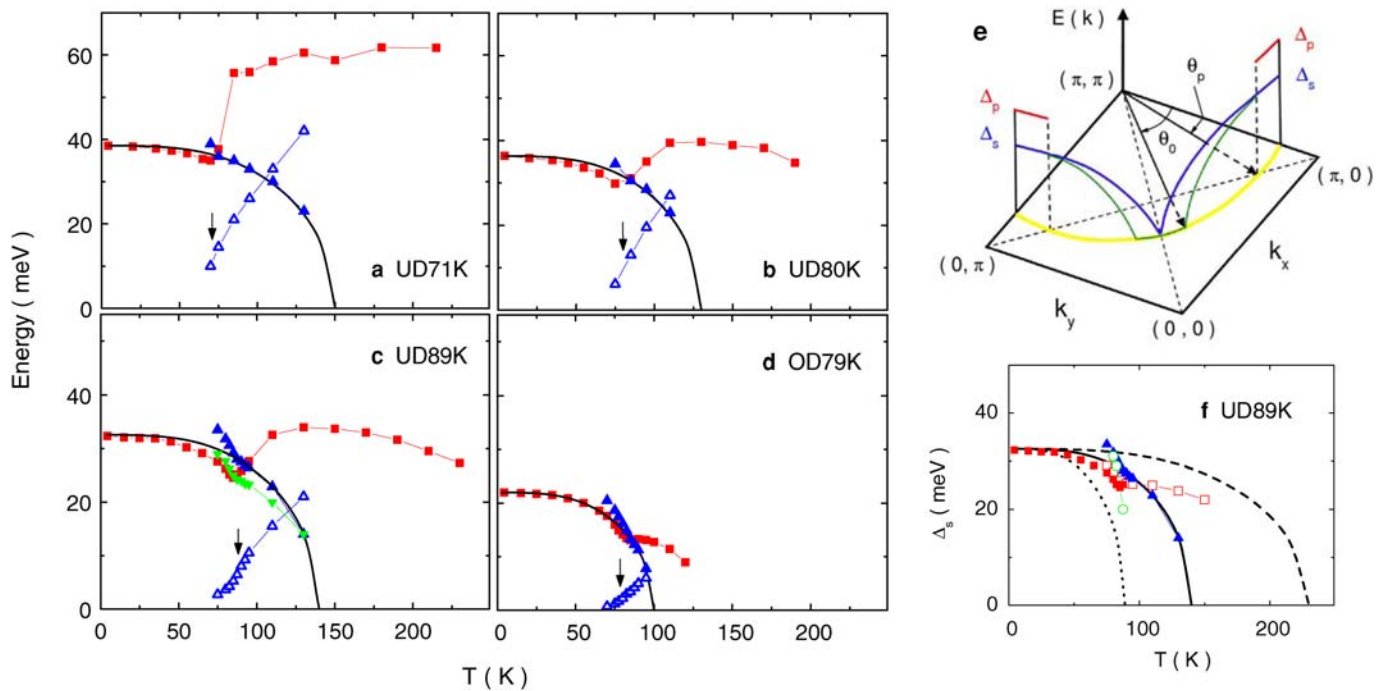 Energy ( meV )
60
40
20
0
a UD71K
b UD80K
40
20
0
c UD89K
d OD79K
0 50 100 150 200
0 50 100 150 200
T ( K )
e
E ( k )
Δp
Δs
θp
θ0
( π, π )
Δp
Δs
( π, 0 )
( 0, π )
kx
ky
( 0, 0 )
f UD89K
Δs ( meV )
40
20
0
0 100 200
T ( K )